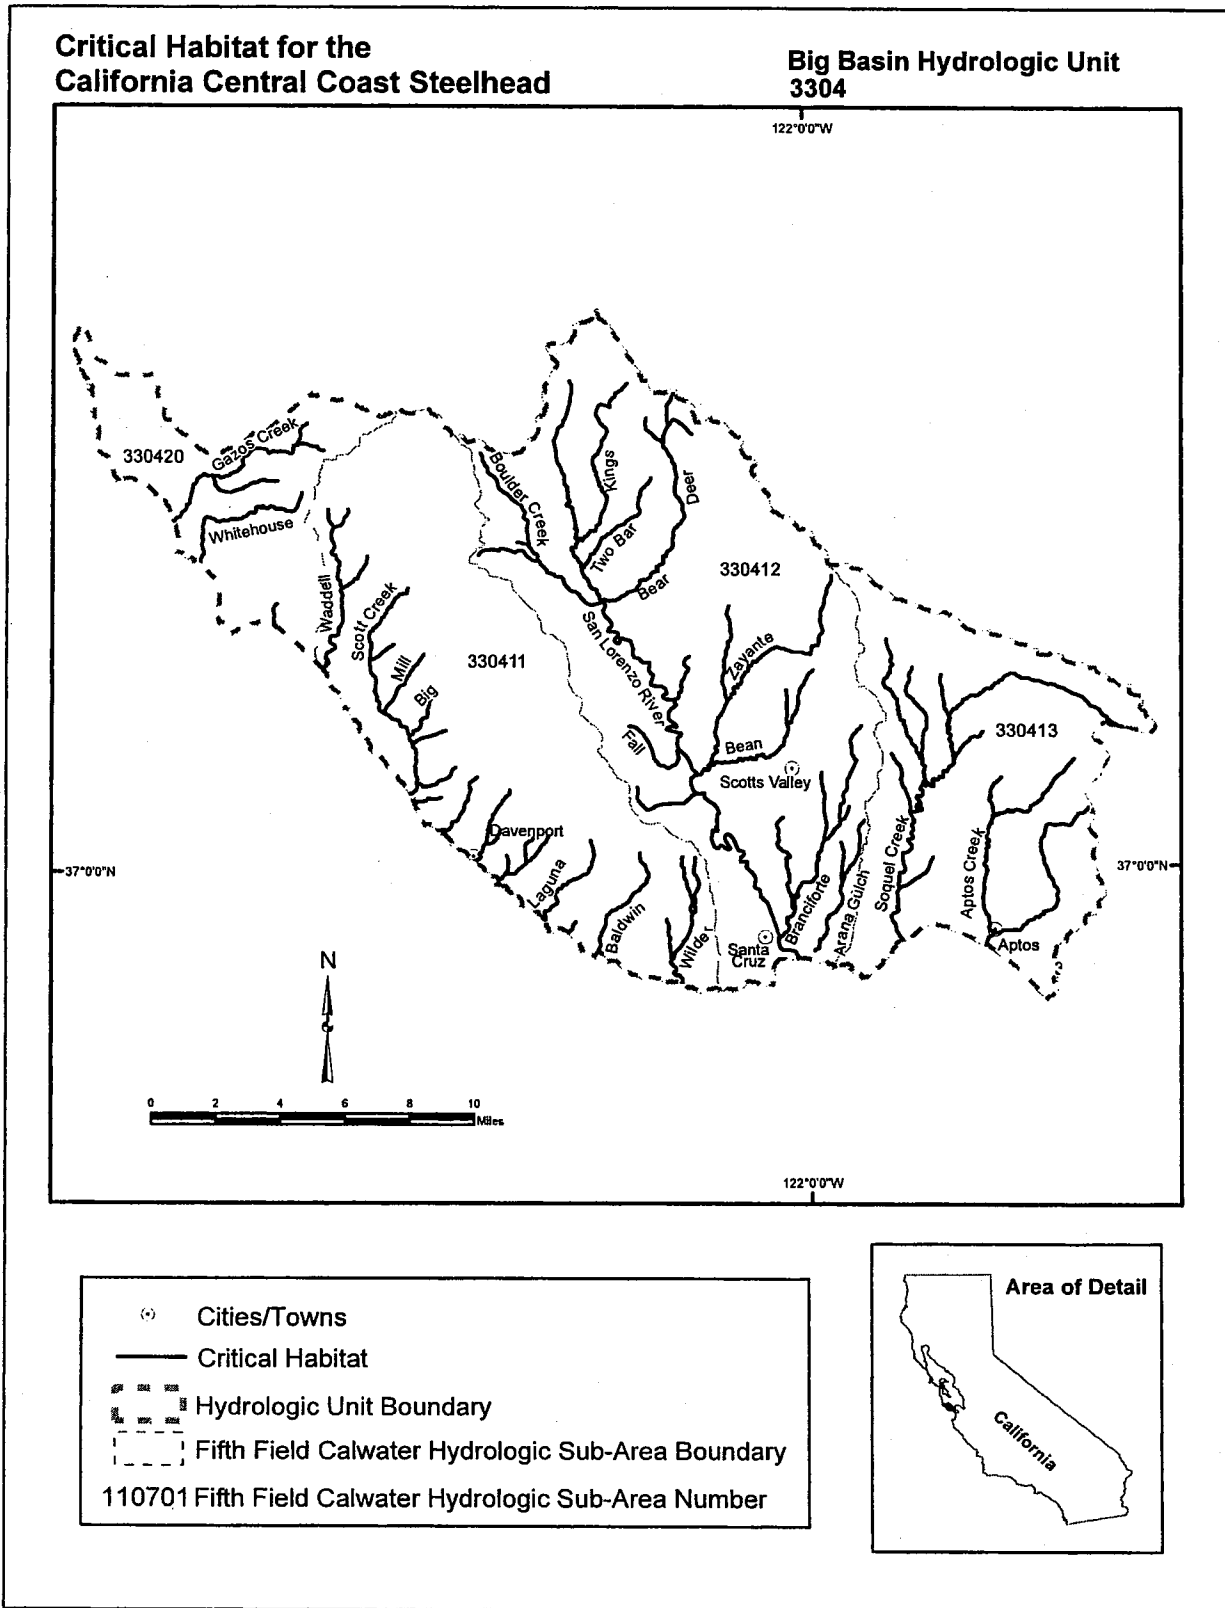 Critical Habitat for the
California Central Coast Steelhead
Big Basin Hydrologic Unit
3304
122°0'0"W
330420
Gazos Creek
Whitehouse
Boulder Creek
Kings
Deer
Two Bar
Bear
330412
Waddell
Scott Creek
Mill
Big
330411
San Lorenzo River
Zayante
Fall
Bean
Scotts Valley
330413
Davenport
Laguna
Baldwin
Wilder
Santa
Cruz
Branciforte
Arana Gulch
Soquel Creek
Aptos Creek
Aptos
37°0'0"N
37°0'0"N
N
0 2 4 6 8 10
Miles
122°0'0"W
Cities/Towns
Critical Habitat
Hydrologic Unit Boundary
Fifth Field Calwater Hydrologic Sub-Area Boundary
110701 Fifth Field Calwater Hydrologic Sub-Area Number
Area of Detail
California